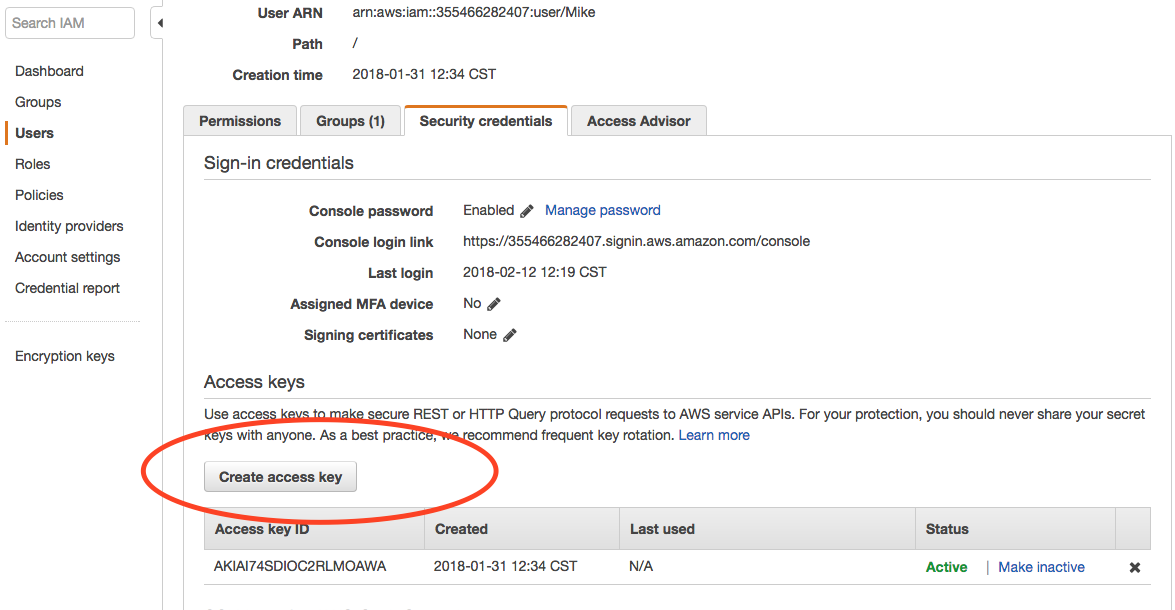 Search IAM
Dashboard
Groups
Users
Roles
Policies
Identity providers
Account settings
Credential report
Encryption keys
User ARN arn:aws:iam::355466282407:user/Mike
Path /
Creation time 2018-01-31 12:34 CST
Permissions Groups (1) Security credentials Access Advisor
Sign-in credentials
Console password Enabled Manage password
Console login link https://355466282407.signin.aws.amazon.com/console
Last login 2018-02-12 12:19 CST
Assigned MFA device No
Signing certificates None
Access keys
Use access keys to make secure REST or HTTP Query protocol requests to AWS service APIs. For your protection, you should never share your secret
keys with anyone. As a best practice, we recommend frequent key rotation. Learn more
Create access key
Access key ID Created Last used Status
AKIAI74SDIOC2RLMOAWA 2018-01-31 12:34 CST N/A Active | Make inactive